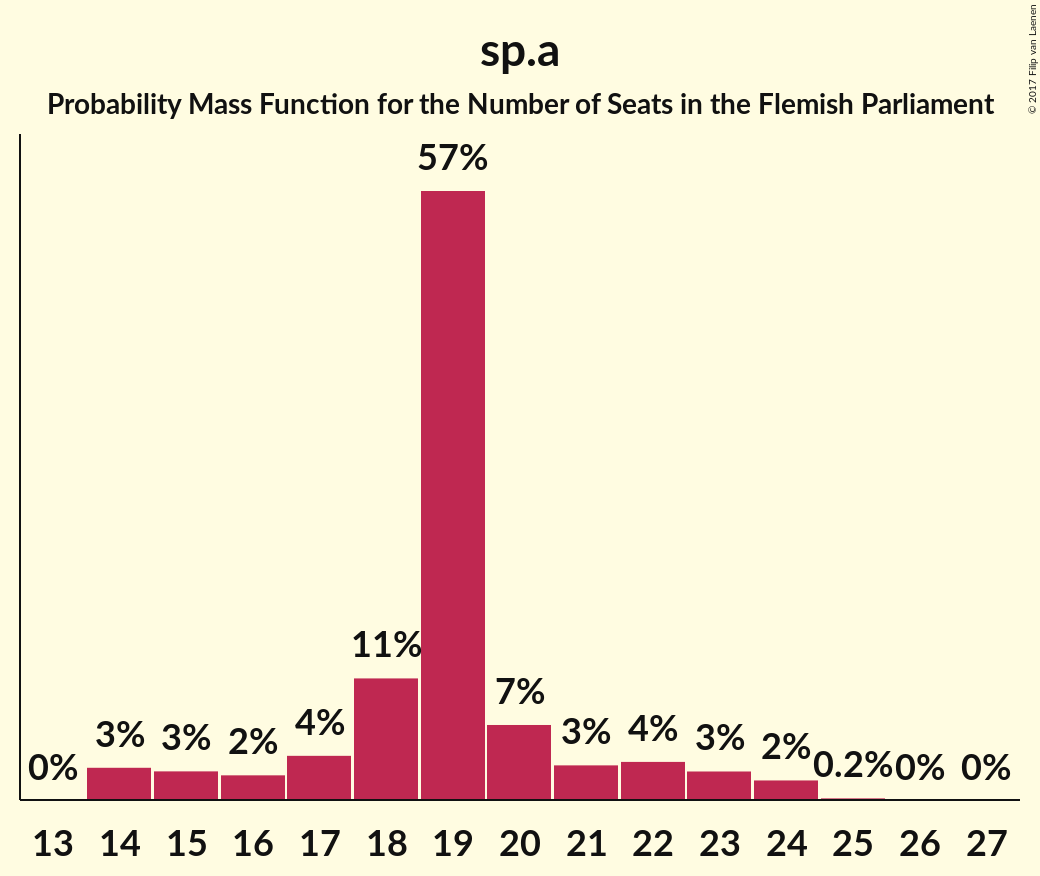 sp.a
Probability Mass Function for the Number of Seats in the Flemish Parliament
© 2017 Filip van Laenen
0% 3% 3% 2% 4% 11% 57% 7% 3% 4% 3% 2% 0.2% 0% 0%
13 14 15 16 17 18 19 20 21 22 23 24 25 26 27